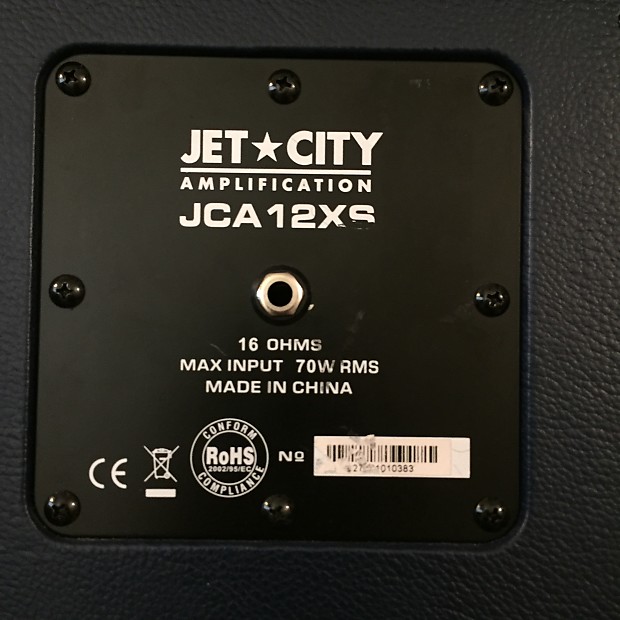 JET★CITY
AMPLIFICATION
JCA12XS
16 OHMS
MAX INPUT 70W RMS
MADE IN CHINA
CE
CONFORM
RoHS
2002/95/EC
COMPLIANCE
Nº